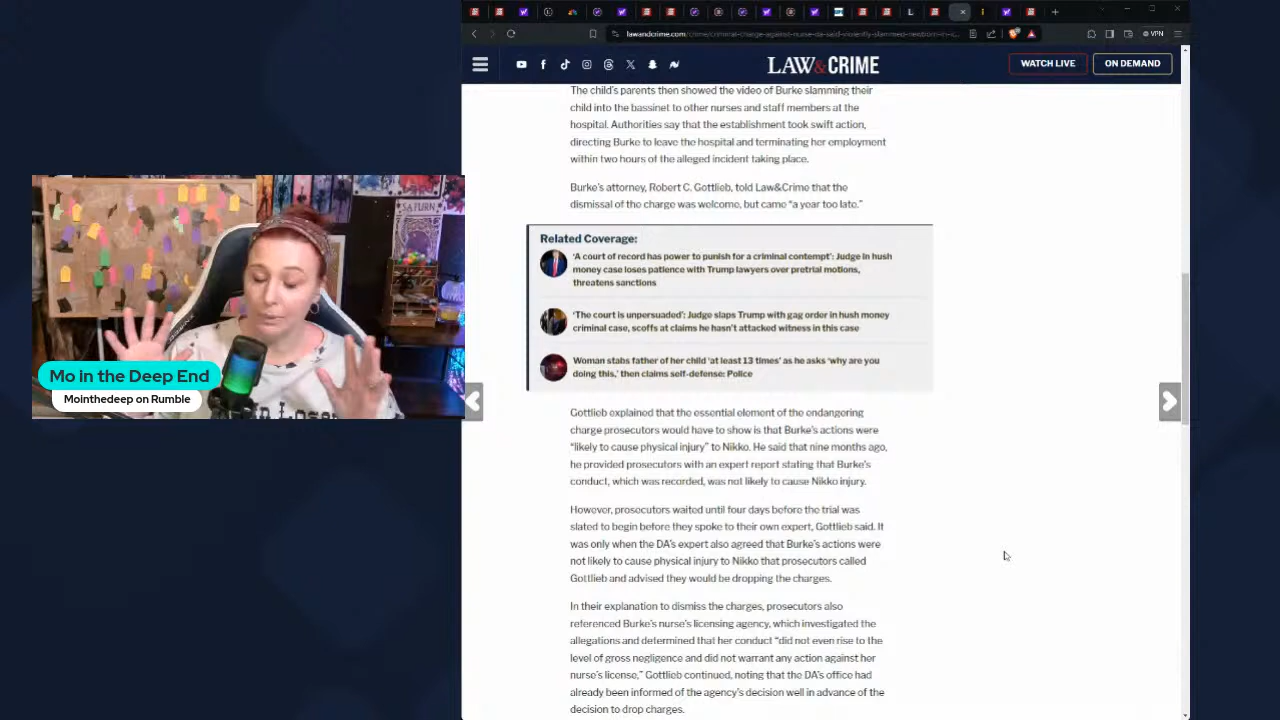 lawandcrime.com/crime/criminal-charge-against-nurse-da-said-violently-slammed-newborn-in-
VPN
LAW&CRIME
WATCH LIVE
ON DEMAND
The child's parents then showed the video of Burke slamming their
child into the bassinet to other nurses and staff members at the
hospital. Authorities say that the establishment took swift action,
directing Burke to leave the hospital and terminating her employment
within two hours of the alleged incident taking place.
Burke's attorney, Robert C. Gottlieb, told Law&Crime that the
dismissal of the charge was welcome, but came “a year too late.”
Related Coverage:
‘A court of record has power to punish for a criminal contempt’: Judge in hush
money case loses patience with Trump lawyers over pretrial motions,
threatens sanctions
‘The court is unpersuaded’: Judge slaps Trump with gag order in hush money
criminal case, scoffs at claims he hasn't attacked witness in this case
Woman stabs father of her child ‘at least 13 times’ as he asks ‘why are you
doing this,’ then claims self-defense: Police
Gottlieb explained that the essential element of the endangering
charge prosecutors would have to show is that Burke's actions were
“likely to cause physical injury” to Nikko. He said that nine months ago,
he provided prosecutors with an expert report stating that Burke's
conduct, which was recorded, was not likely to cause Nikko injury.
However, prosecutors waited until four days before the trial was
slated to begin before they spoke to their own expert, Gottlieb said. It
was only when the DA's expert also agreed that Burke's actions were
not likely to cause physical injury to Nikko that prosecutors called
Gottlieb and advised they would be dropping the charges.
In their explanation to dismiss the charges, prosecutors also
referenced Burke's nurse's licensing agency, which investigated the
allegations and determined that her conduct “did not even rise to the
level of gross negligence and did not warrant any action against her
nurse's license,” Gottlieb continued, noting that the DA's office had
already been informed of the agency's decision well in advance of the
decision to drop charges.
SATURN
Mo in the Deep End
Mointhedeep on Rumble